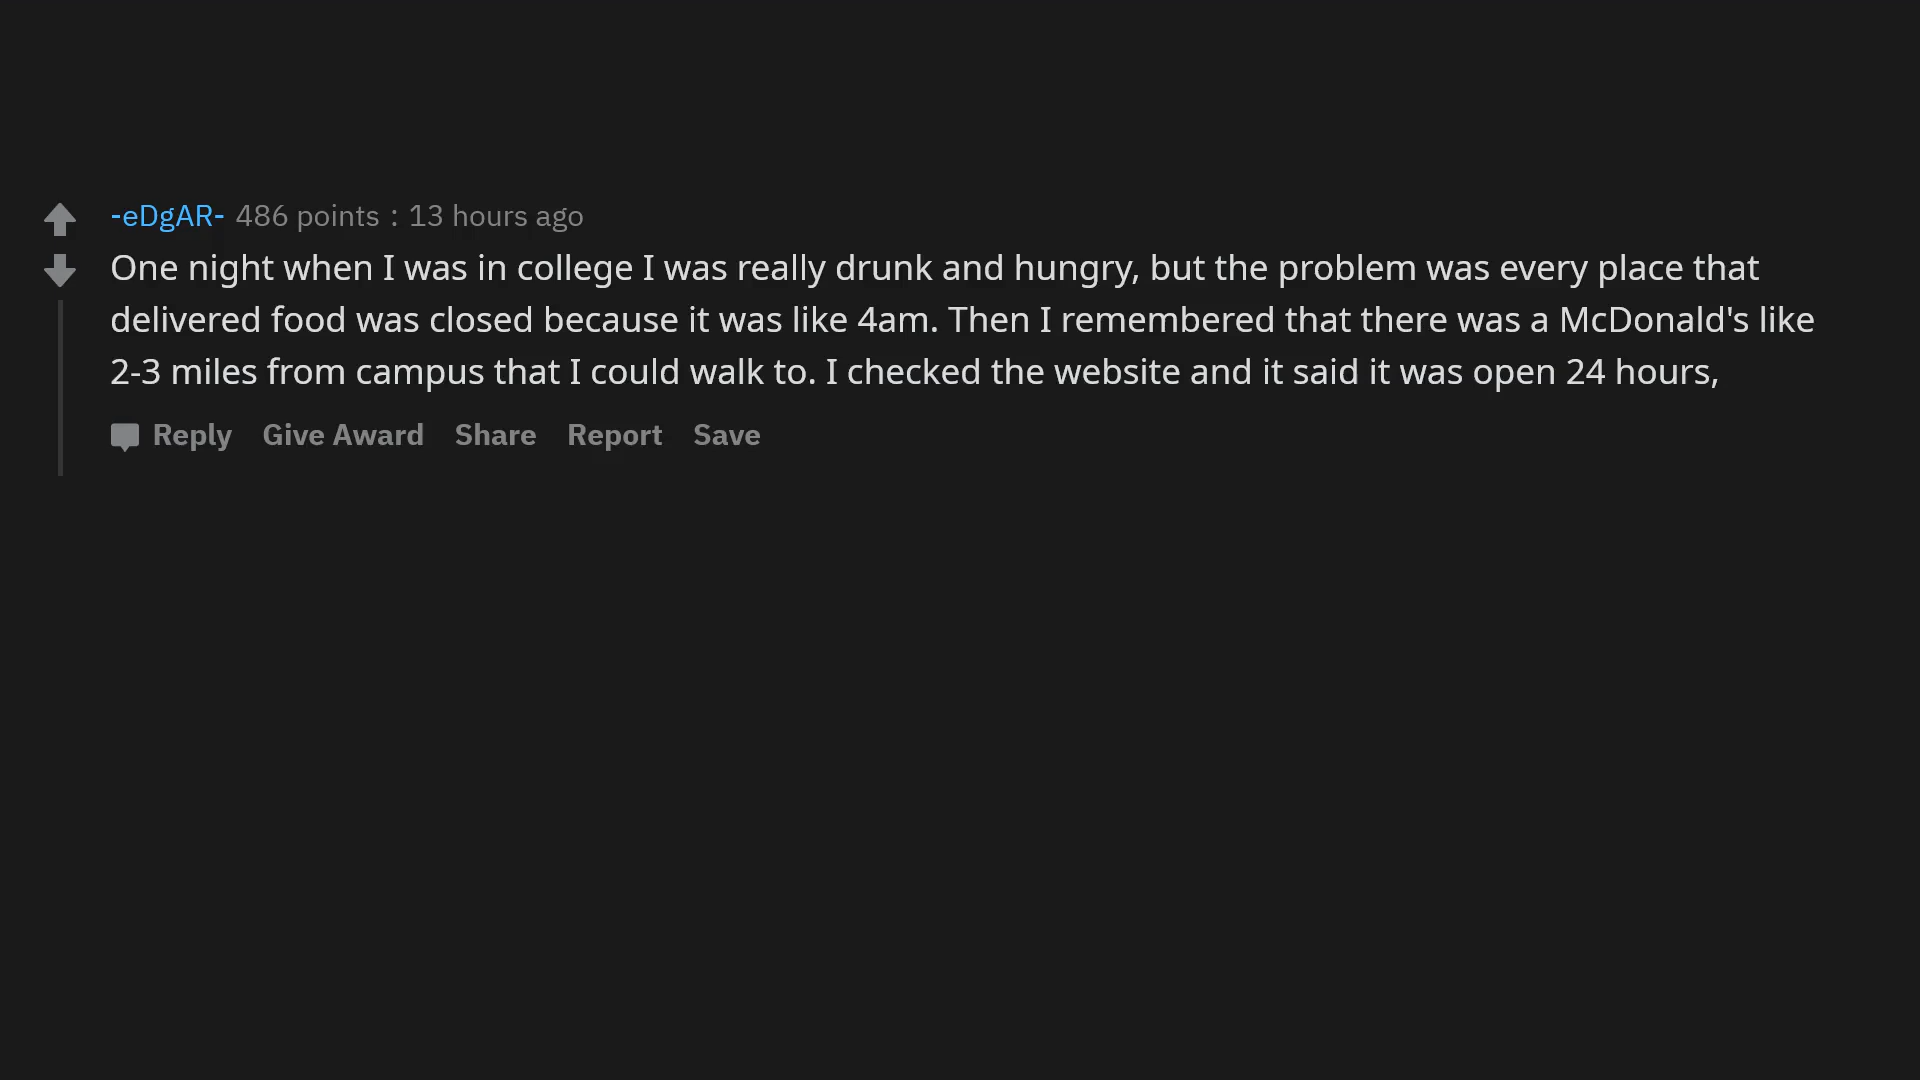 -eDgAR- 486 points : 13 hours ago
One night when I was in college I was really drunk and hungry, but the problem was every place that
delivered food was closed because it was like 4am. Then I remembered that there was a McDonald's like
2-3 miles from campus that I could walk to. I checked the website and it said it was open 24 hours,
Reply Give Award Share Report Save